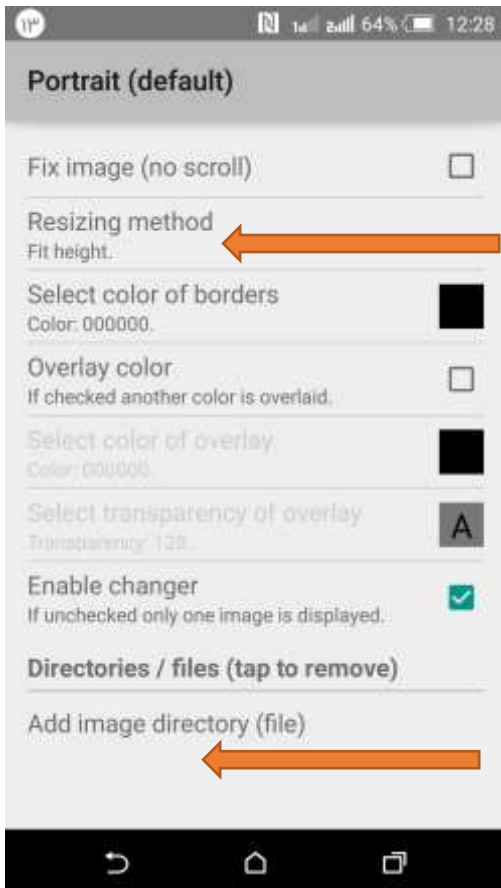 ۱۳ 64% 12:28
Portrait (default)
Fix image (no scroll)
Resizing method
Fit height.
Select color of borders
Color: 000000.
Overlay color
If checked another color is overlaid.
Select color of overlay
Color: 000000.
Select transparency of overlay
A
Transparency: 128.
Enable changer
If unchecked only one image is displayed.
Directories / files (tap to remove)
Add image directory (file)